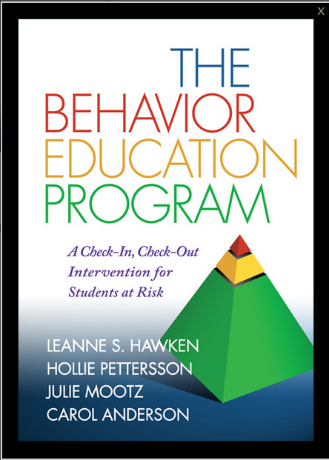 X
THE
BEHAVIOR
EDUCATION
PROGRAM
A Check-In, Check-Out
Intervention for
Students at Risk
LEANNE S. HAWKEN
HOLLIE PETTERSSON
JULIE MOOTZ
CAROL ANDERSON